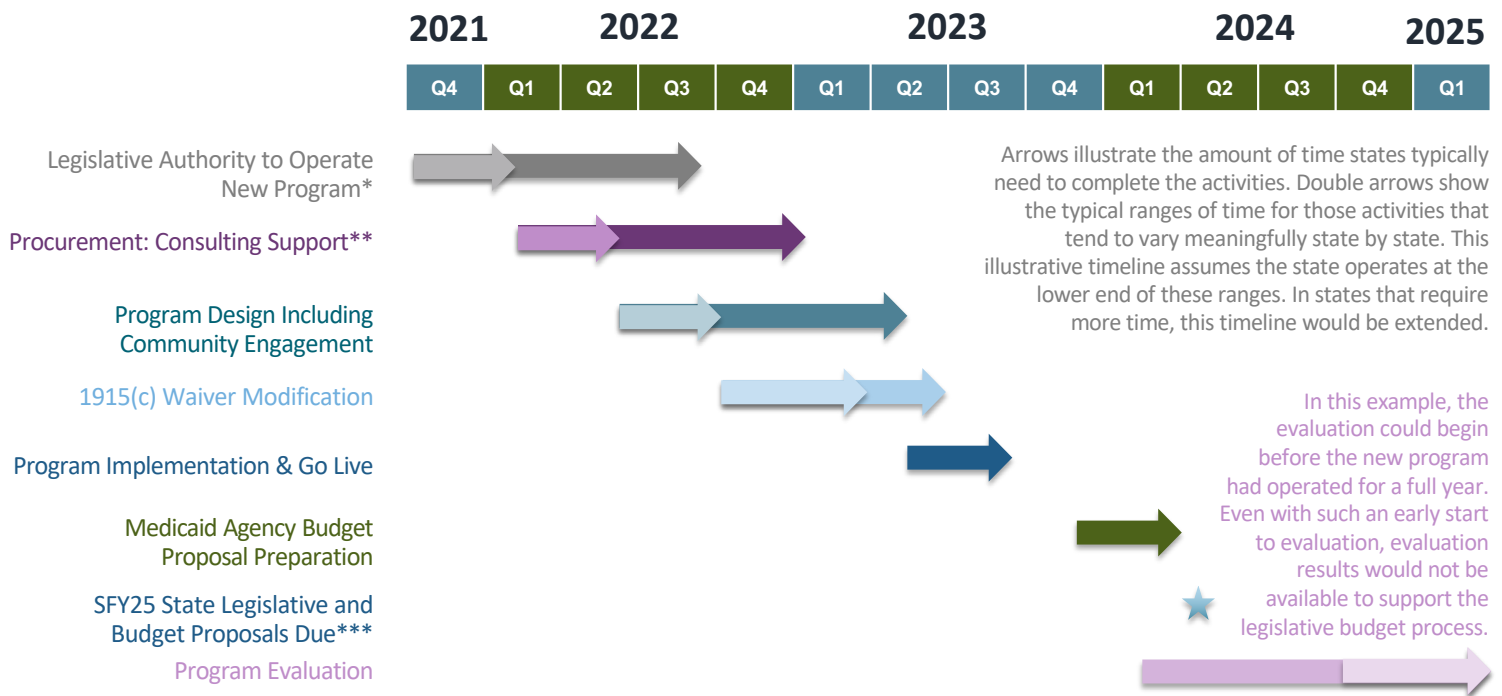 2021 2022 2023 2024 2025
Q4 Q1 Q2 Q3 Q4 Q1 Q2 Q3 Q4 Q1 Q2 Q3 Q4 Q1
Legislative Authority to Operate
New Program*
Procurement: Consulting Support**
Program Design Including
Community Engagement
1915(c) Waiver Modification
Program Implementation & Go Live
Medicaid Agency Budget
Proposal Preparation
SFY25 State Legislative and
Budget Proposals Due***
Program Evaluation
Arrows illustrate the amount of time states typically
need to complete the activities. Double arrows show
the typical ranges of time for those activities that
tend to vary meaningfully state by state. This
illustrative timeline assumes the state operates at the
lower end of these ranges. In states that require
more time, this timeline would be extended.
In this example, the
evaluation could begin
before the new program
had operated for a full year.
Even with such an early start
to evaluation, evaluation
results would not be
available to support the
legislative budget process.